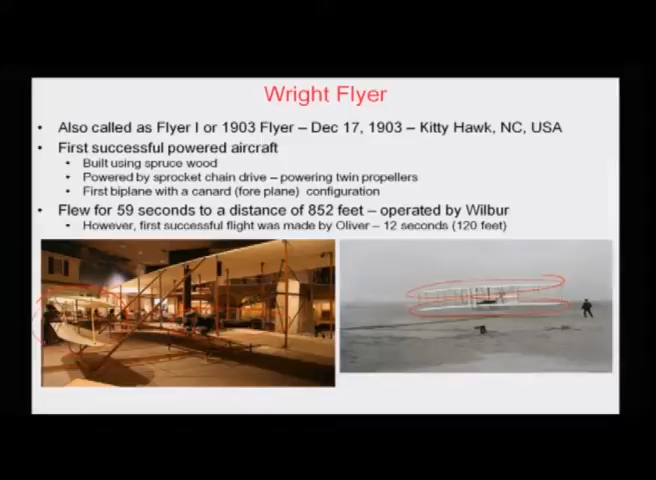 Wright Flyer
• Also called as Flyer I or 1903 Flyer – Dec 17, 1903 – Kitty Hawk, NC, USA
• First successful powered aircraft
• Built using spruce wood
• Powered by sprocket chain drive – powering twin propellers
• First biplane with a canard (fore plane) configuration
• Flew for 59 seconds to a distance of 852 feet – operated by Wilbur
• However, first successful flight was made by Oliver – 12 seconds (120 feet)